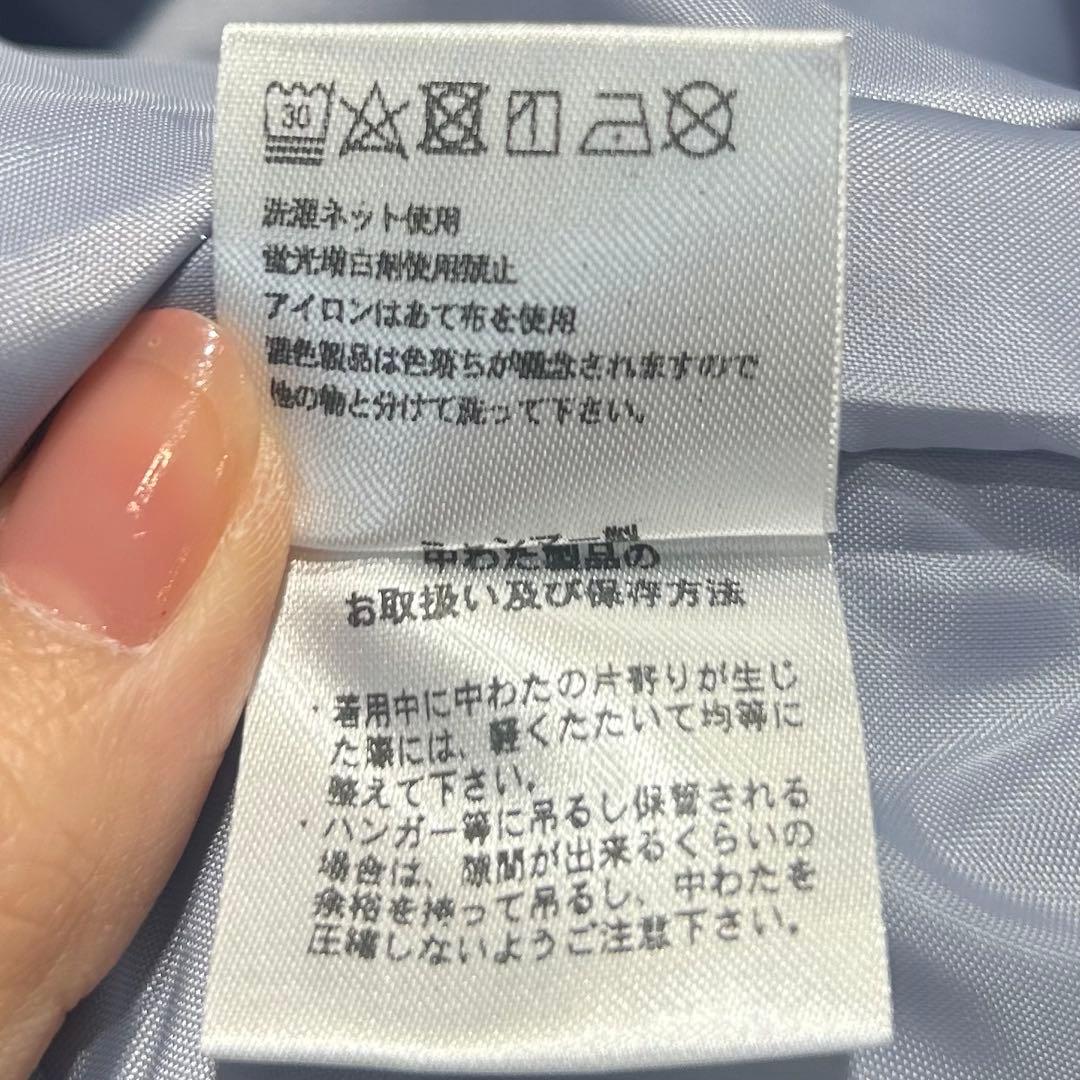 30
洗濯ネット使用
蛍光増白剤使用禁止
アイロンはあて布を使用
濃色製品は色落ちが懸念されますので
他の物と分けて洗って下さい。
中わた製品の
お取扱い及び保存方法
・着用中に中わたの片寄りが生じ
た際には、軽くたたいて均等に
整えて下さい。
・ハンガー等に吊るし保管される
場合は、隙間が出来るくらいの
余裕を持って吊るし、中わたを
圧縮しないようご注意下さい。